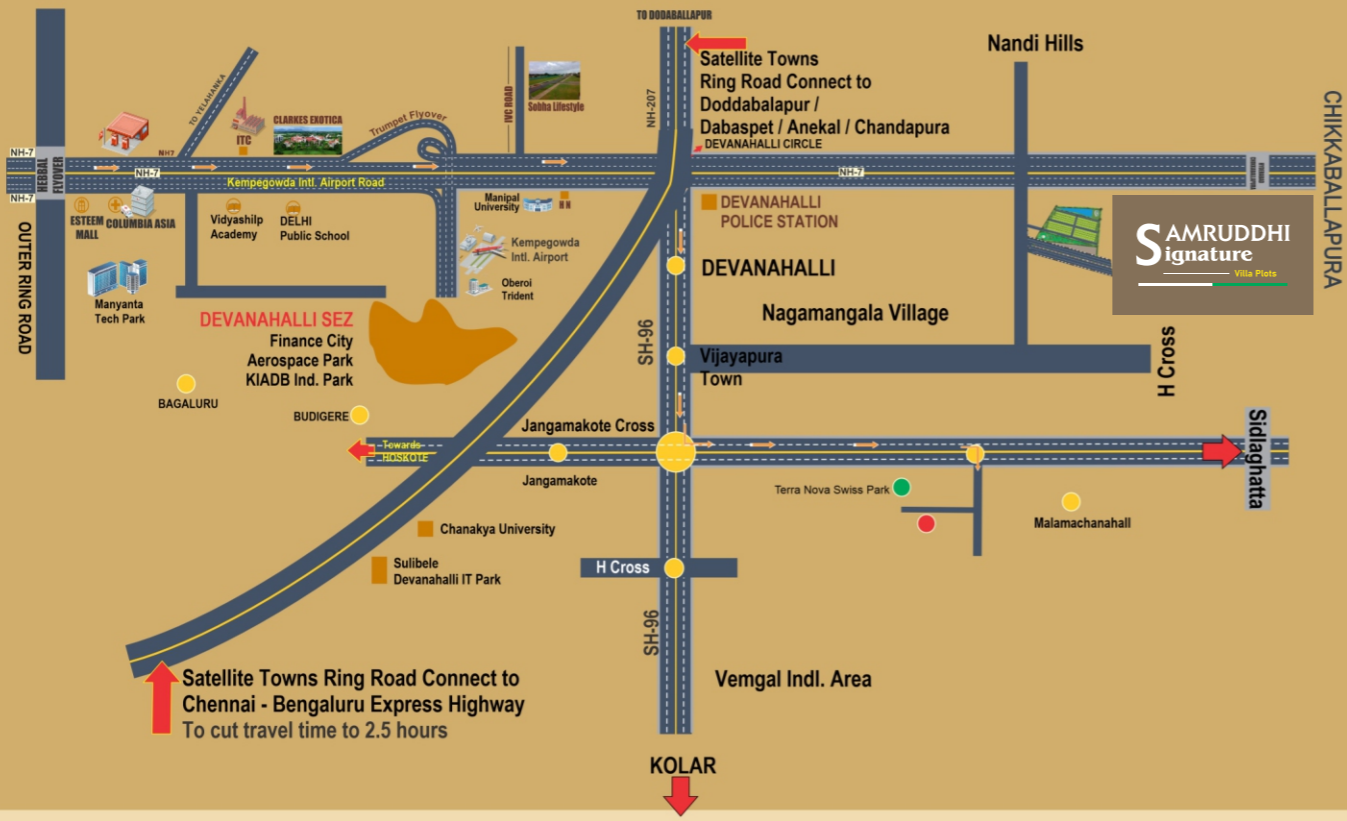 TO DODABALLAPUR
Nandi Hills
Satellite Towns
Ring Road Connect to
Doddabalapur /
Dabaspet / Anekal / Chandapura
DEVANAHALLI CIRCLE
NH-207
CHIKKABALLAPURA
TO YELAHANKA
ITC
CLARKES EXOTICA
Trumpet Flyover
IVC ROAD
Sobha Lifestyle
NH7
NH-7
NH-7
NH-7
NH-7
HEBBAL
FLYOVER
Kempegowda Intl. Airport Road
ESTEEM
MALL
COLUMBIA ASIA
Vidyashilp
Academy
DELHI
Public School
Manipal
University
DEVANAHALLI
POLICE STATION
SAMRUDDHI
Signature
Villa Plots
OUTER RING ROAD
Manyanta
Tech Park
Kempegowda
Intl. Airport
Oberoi
Trident
DEVANAHALLI
DEVANAHALLI SEZ
Finance City
Aerospace Park
KIADB Ind. Park
Nagamangala Village
SH-96
Vijayapura
Town
H Cross
BAGALURU
BUDIGERE
Jangamakote Cross
Towards
HOSKOTE
Jangamakote
Sidlaghatta
Terra Nova Swiss Park
Malamachanahall
Chanakya University
Sulibele
Devanahalli IT Park
H Cross
SH-96
Satellite Towns Ring Road Connect to
Chennai - Bengaluru Express Highway
To cut travel time to 2.5 hours
Vemgal Indl. Area
KOLAR